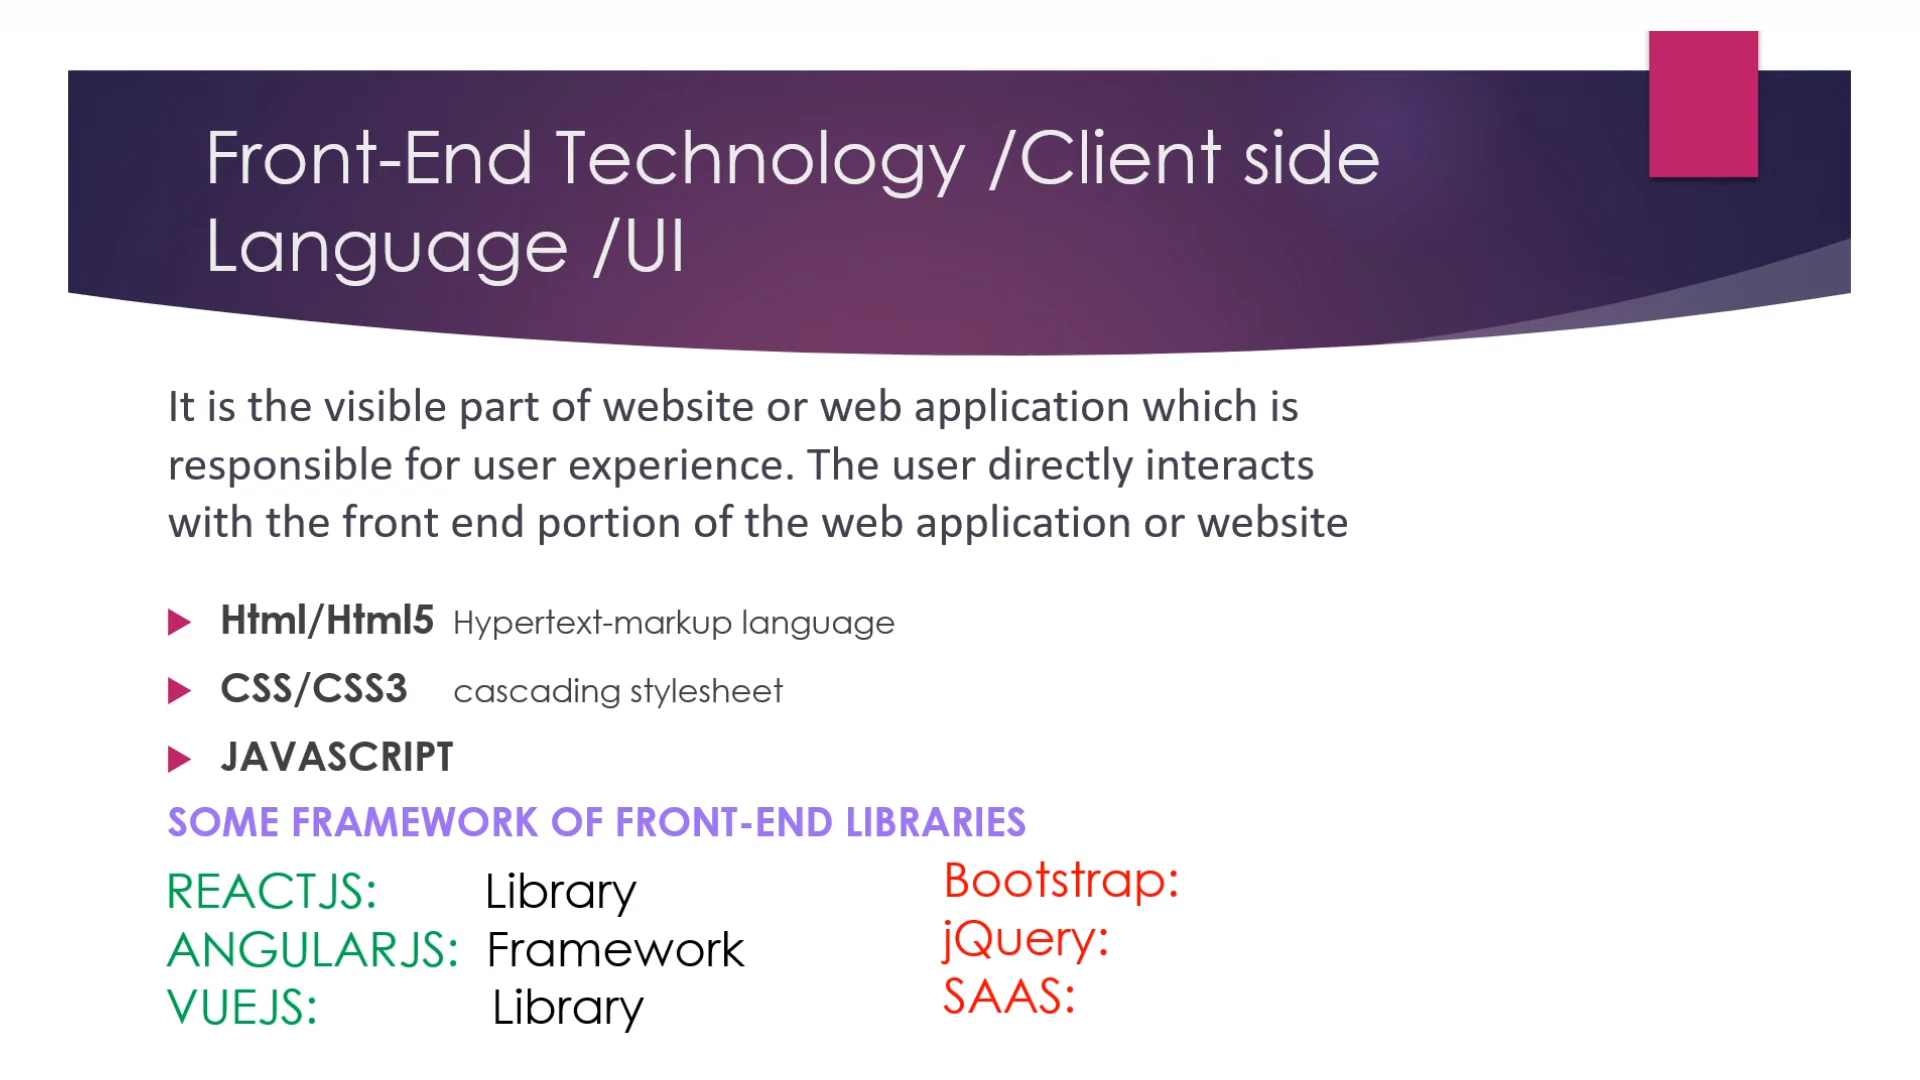 Front-End Technology /Client side
Language /UI
It is the visible part of website or web application which is
responsible for user experience. The user directly interacts
with the front end portion of the web application or website
Html/Html5 Hypertext-markup language
CSS/CSS3 cascading stylesheet
JAVASCRIPT
SOME FRAMEWORK OF FRONT-END LIBRARIES
REACTJS: Library
ANGULARJS: Framework
VUEJS: Library
Bootstrap:
jQuery:
SAAS: